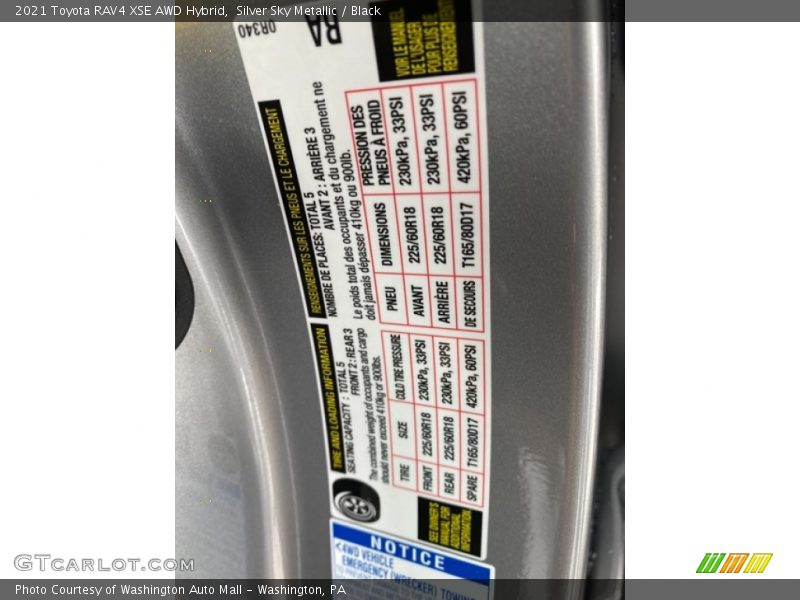 2021 Toyota RAV4 XSE AWD Hybrid, Silver Sky Metallic / Black
0R340
RA
TIRE AND LOADING INFORMATION
SEATING CAPACITY : TOTAL 5
FRONT 2 : REAR 3
The combined weight of occupants and cargo
should never exceed 410kg or 900lbs.
TIRE SIZE COLD TIRE PRESSURE
FRONT 225/60R18 230kPa, 33PSI
REAR 225/60R18 230kPa, 33PSI
SPARE T165/80D17 420kPa, 60PSI
SEE OWNER'S
MANUAL FOR
ADDITIONAL
INFORMATION
RENSEIGNEMENTS SUR LES PNEUS ET LE CHARGEMENT
NOMBRE DE PLACES: TOTAL 5
AVANT 2 : ARRIÈRE 3
Le poids total des occupants et du chargement ne
doit jamais dépasser 410kg ou 900lb.
PNEU DIMENSIONS PRESSION DES
PNEUS À FROID
AVANT 225/60R18 230kPa, 33PSI
ARRIÈRE 225/60R18 230kPa, 33PSI
DE SECOURS T165/80D17 420kPa, 60PSI
VOIR LE MANUEL
DE L'USAGER
POUR PLUS DE
RENSEIGNEMENTS
NOTICE
<4WD VEHICLE
EMERGENCY (WRECKER) TOWING
GTCarLot.com
Photo Courtesy of Washington Auto Mall – Washington, PA